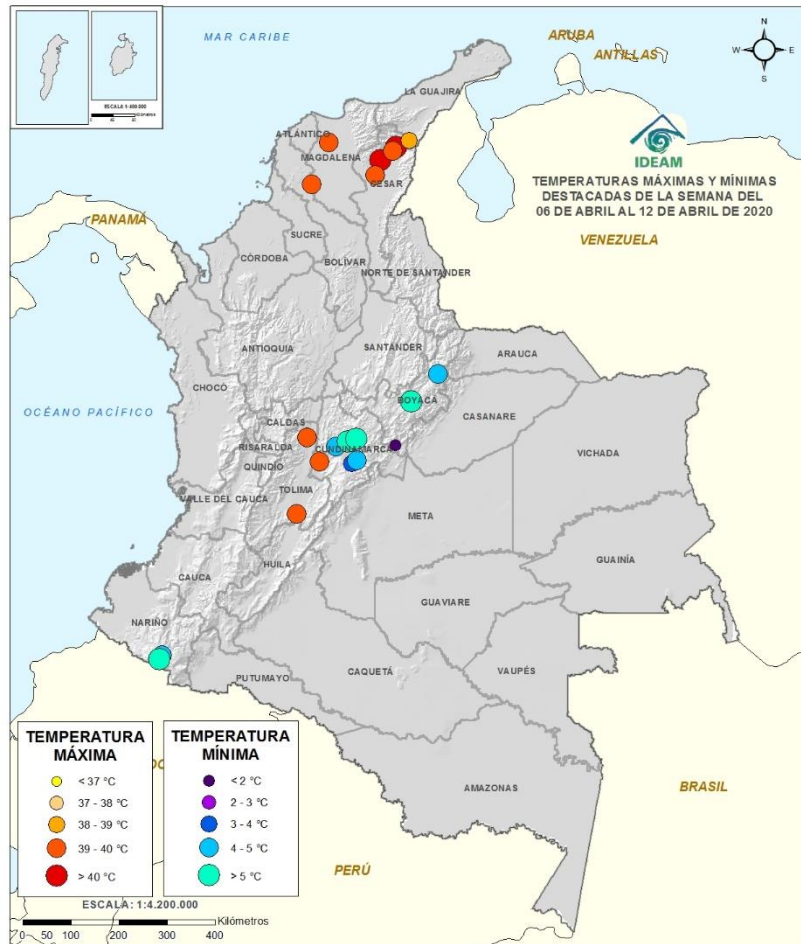 MAR CARIBE
ARUBA
ANTILLAS
N
W
E
S
ESCALA 1:400.000
LA GUAJIRA
ATLÁNTICO
MAGDALENA
CESAR
IDEAM
TEMPERATURAS MÁXIMAS Y MÍNIMAS
DESTACADAS DE LA SEMANA DEL
06 DE ABRIL AL 12 DE ABRIL DE 2020
PANAMÁ
VENEZUELA
SUCRE
CÓRDOBA
BOLÍVAR
NORTE DE SANTANDER
ANTIOQUIA
SANTANDER
ARAUCA
CHOCÓ
BOYACÁ
CASANARE
OCÉANO PACÍFICO
CALDAS
RISARALDA
CUNDINAMARCA
VICHADA
QUINDÍO
TOLIMA
VALLE DEL CAUCA
META
HUILA
GUAINÍA
CAUCA
GUAVIARE
NARIÑO
CAQUETÁ
VAUPÉS
PUTUMAYO
AMAZONAS
BRASIL
PERÚ
TEMPERATURA
MÁXIMA
< 37 °C
37 - 38 °C
38 - 39 °C
39 - 40 °C
> 40 °C
TEMPERATURA
MÍNIMA
< 2 °C
2 - 3 °C
3 - 4 °C
4 - 5 °C
> 5 °C
ESCALA: 1:4.200.000
Kilómetros
0 50 100 200 300 400